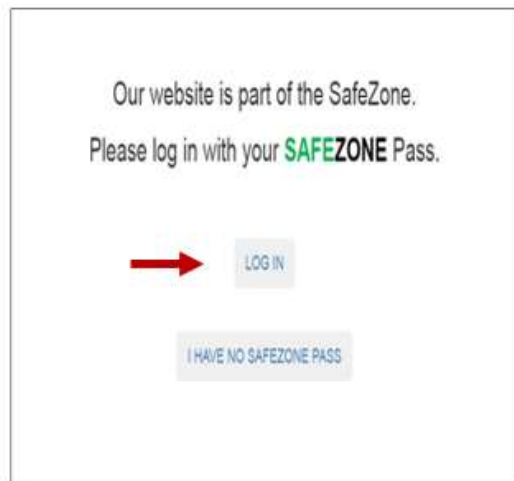 Our website is part of the SafeZone.
Please log in with your SAFEZONE Pass.
LOG IN
I HAVE NO SAFEZONE PASS